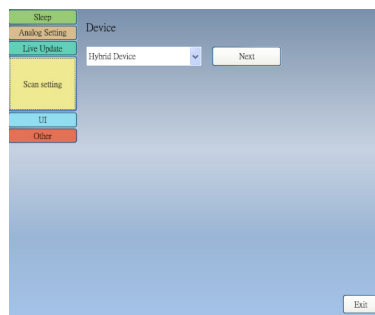 Sleep
Analog Setting
Live Update
Scan setting
UI
Other
Device
Hybrid Device
Next
Exit